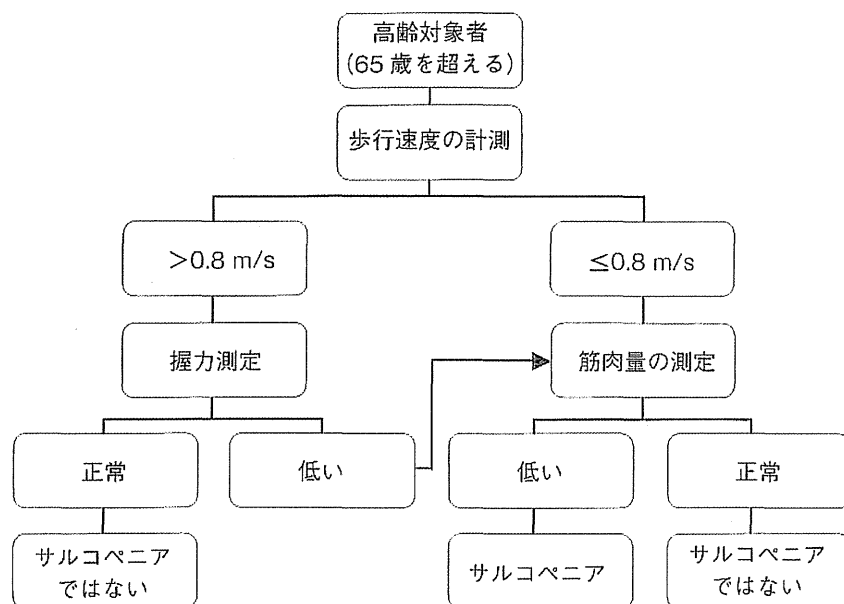 高齢対象者
(65歳を超える)
歩行速度の計測
>0.8 m/s
≤0.8 m/s
握力測定
筋肉量の測定
正常
低い
低い
正常
サルコペニア
ではない
サルコペニア
サルコペニア
ではない